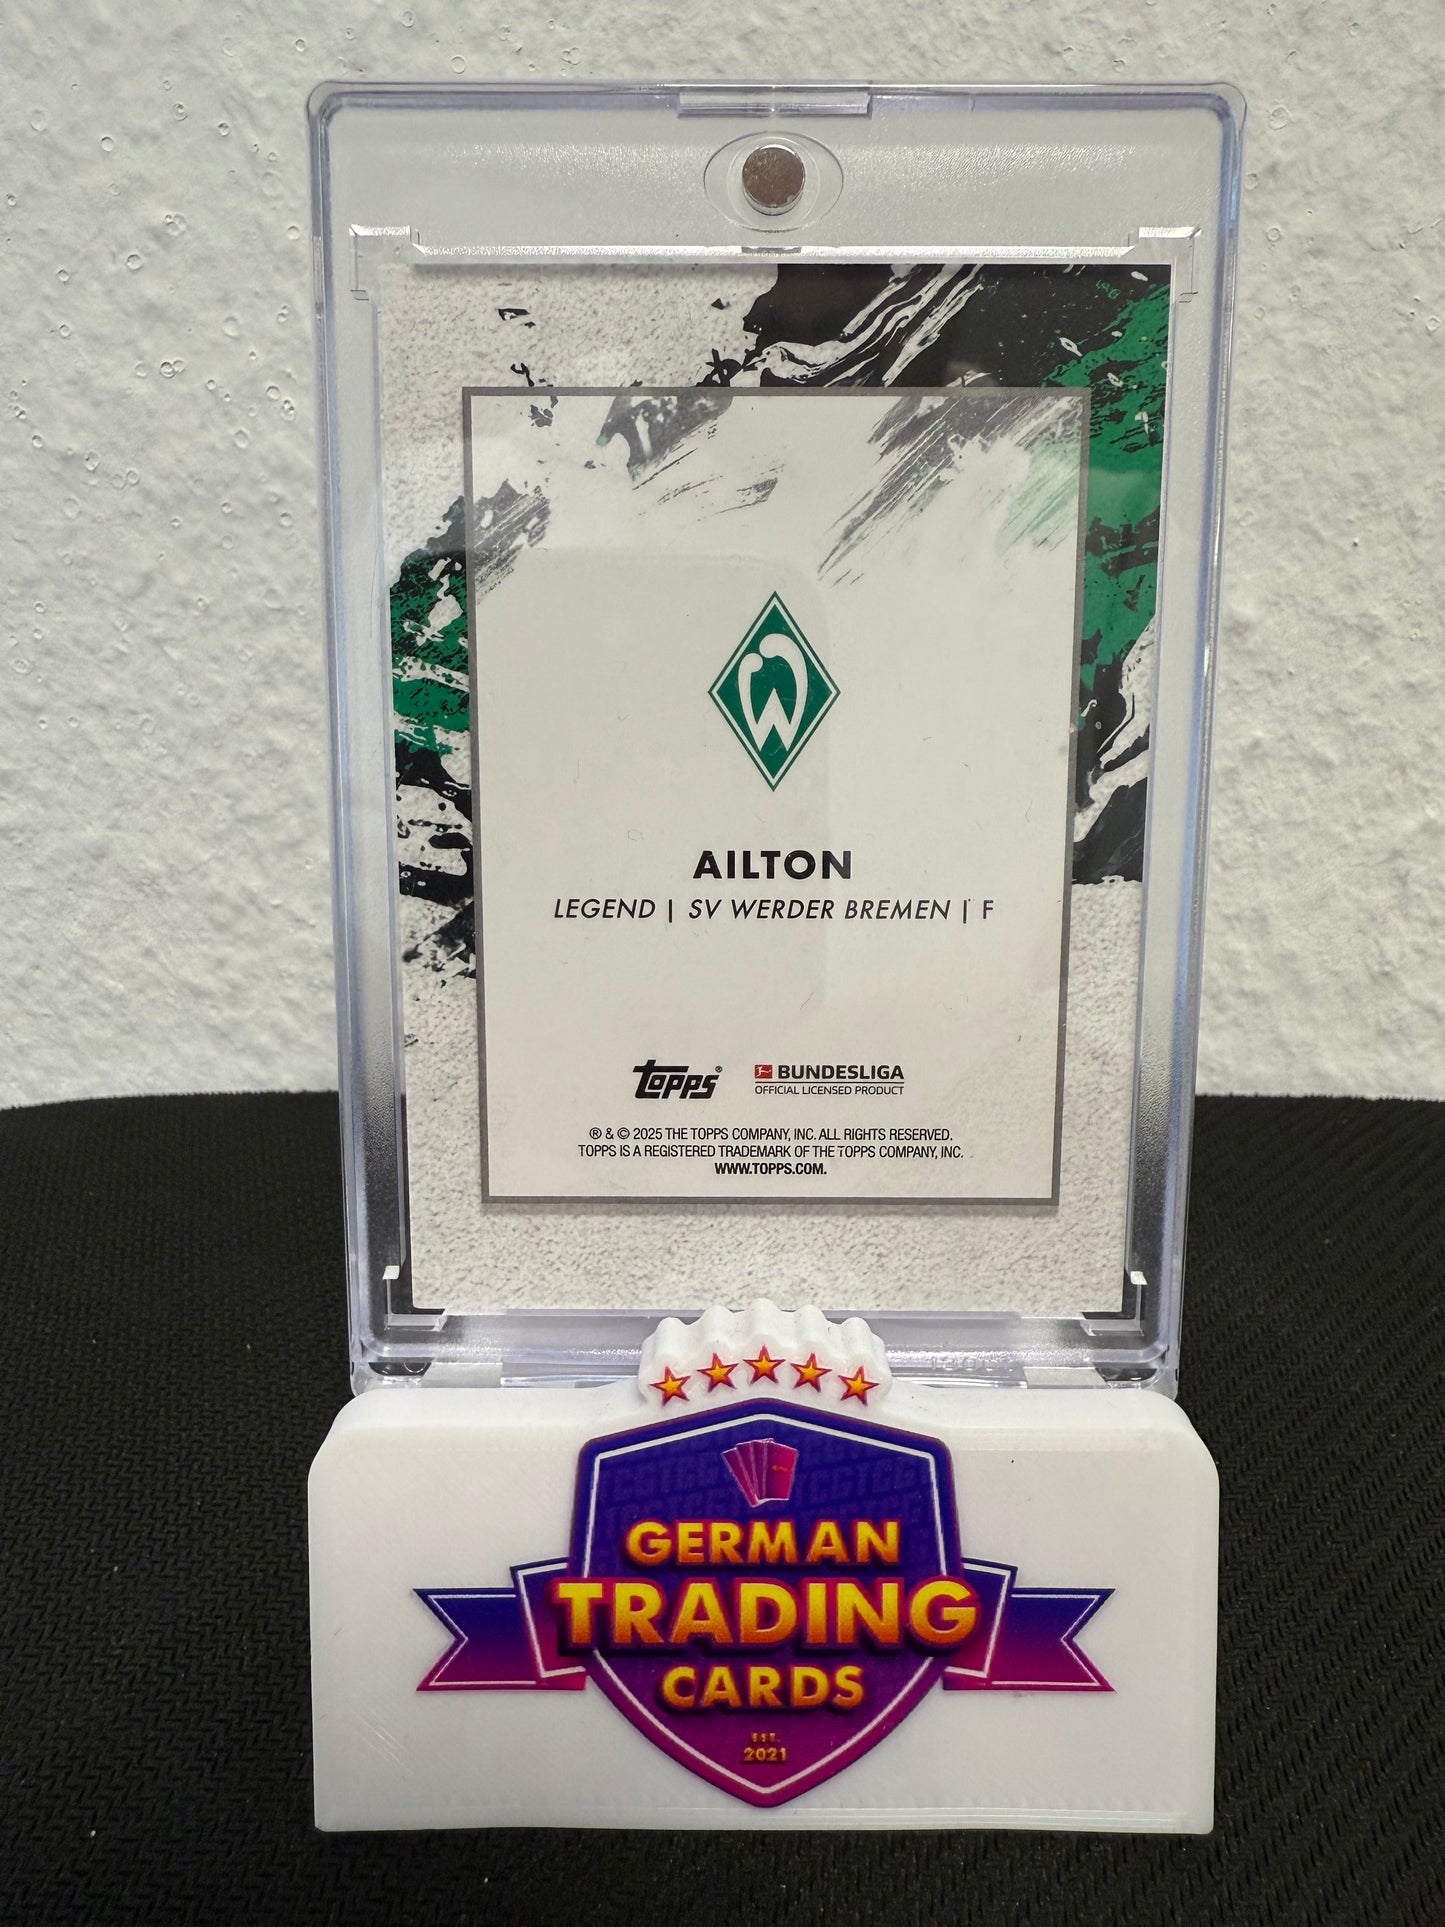 AILTON
LEGEND | SV WERDER BREMEN | F
topps®
BUNDESLIGA
OFFICIAL LICENSED PRODUCT
® & © 2025 THE TOPPS COMPANY, INC. ALL RIGHTS RESERVED.
TOPPS IS A REGISTERED TRADEMARK OF THE TOPPS COMPANY, INC.
WWW.TOPPS.COM.
GERMAN
TRADING
CARDS
EST.
2021